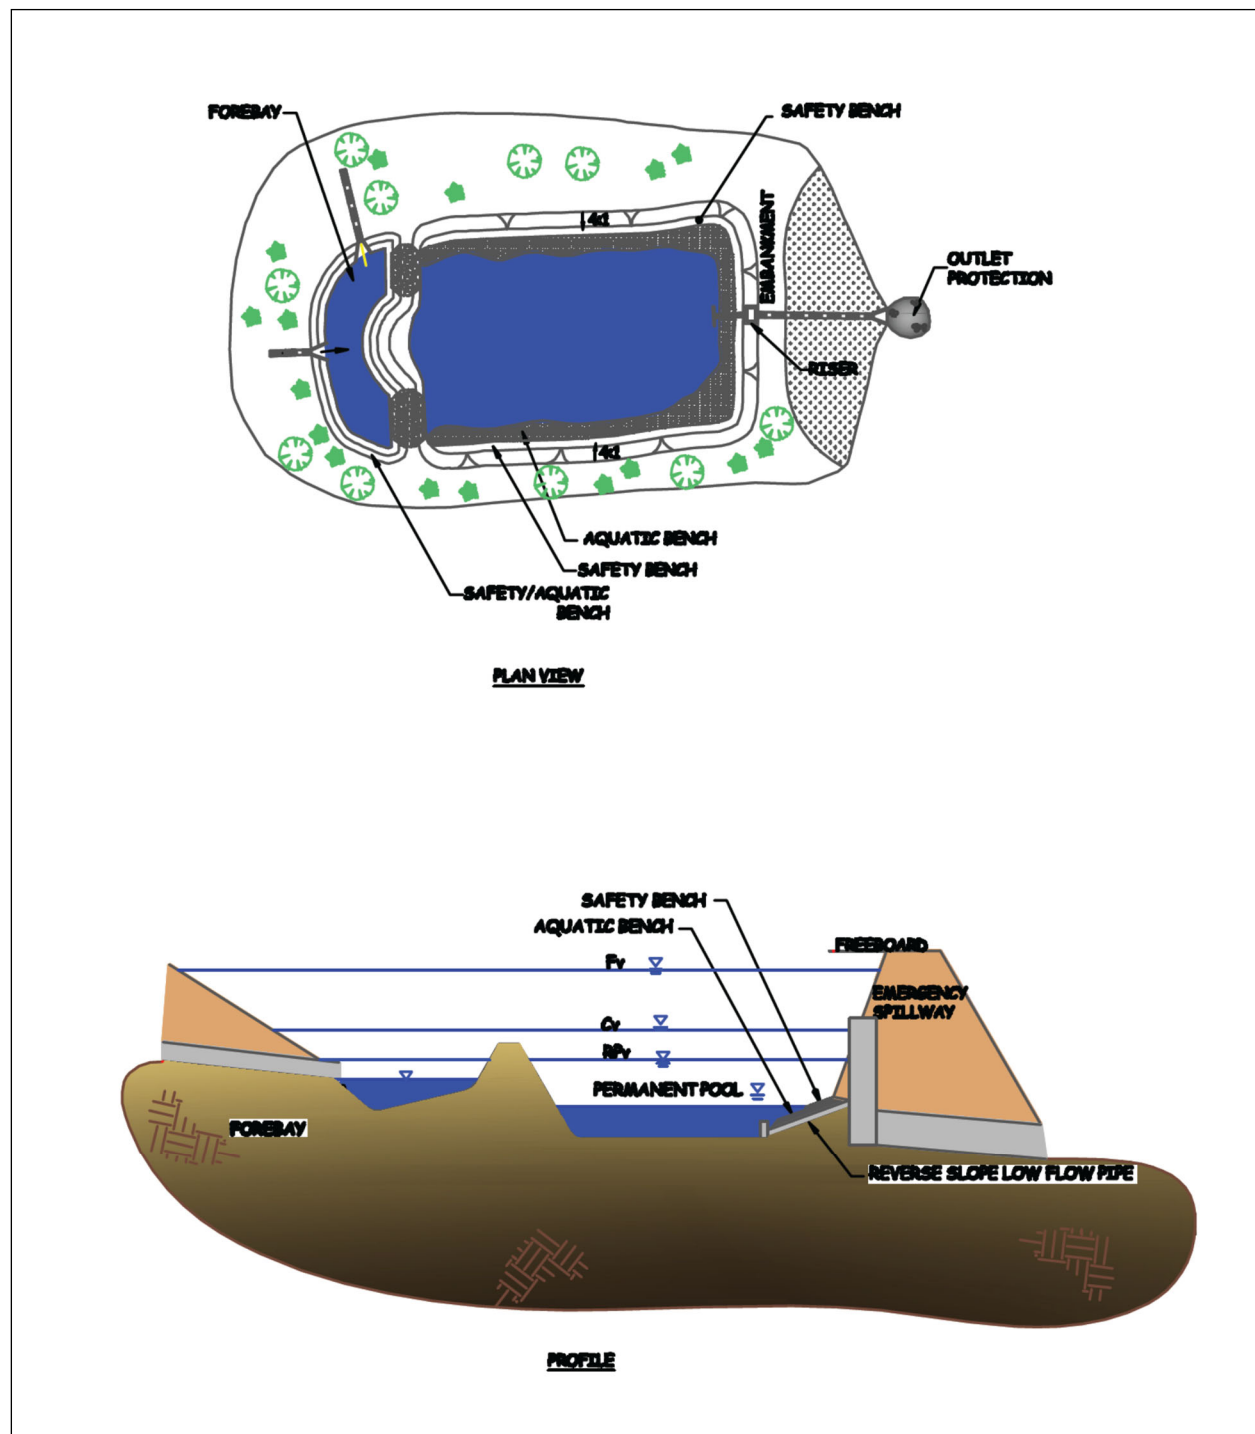 FOREBAY
SAFETY BENCH
4:1
EMBANKMENT
OUTLET
PROTECTION
RISER
4:1
AQUATIC BENCH
SAFETY BENCH
SAFETY/AQUATIC
BENCH
PLAN VIEW
SAFETY BENCH
AQUATIC BENCH
FREEBOARD
Fv
EMERGENCY
SPILLWAY
Cv
RPv
PERMANENT POOL
FOREBAY
REVERSE SLOPE LOW FLOW PIPE
PROFILE